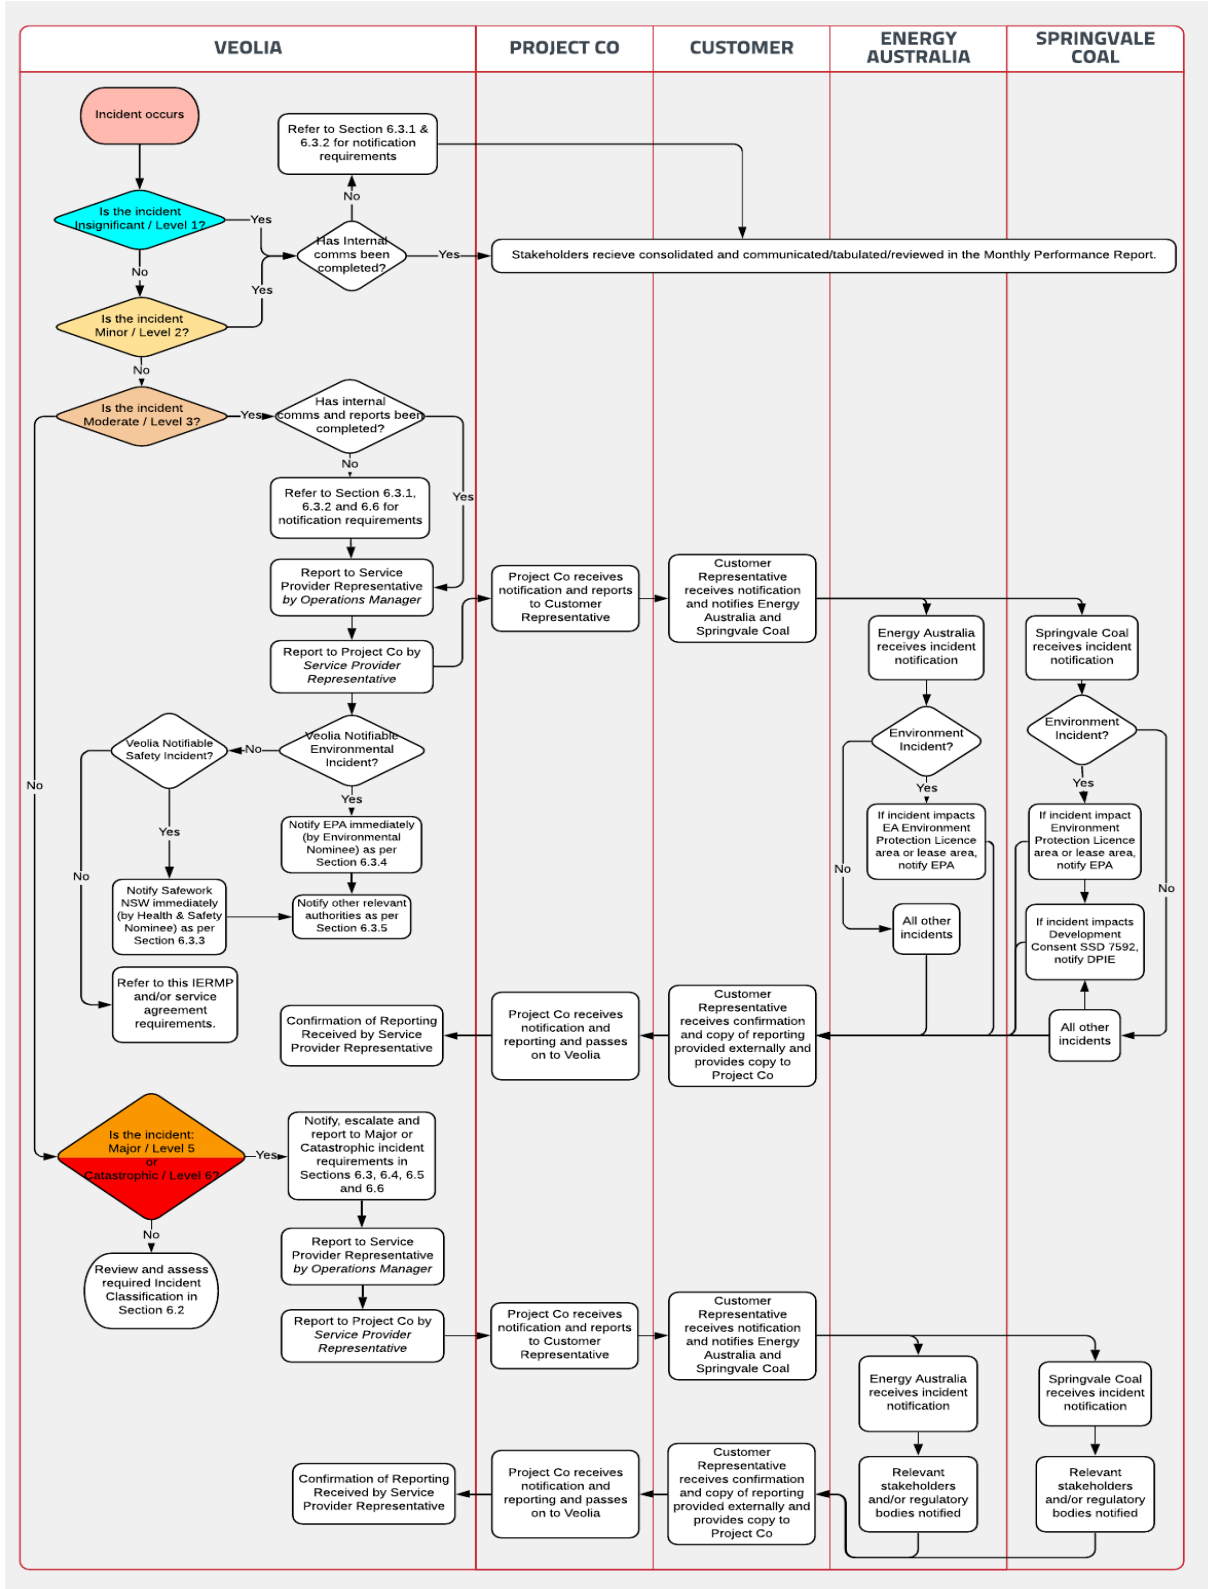 VEOLIA
PROJECT CO
CUSTOMER
ENERGY
AUSTRALIA
SPRINGVALE
COAL
Incident occurs
Refer to Section 6.3.1 &
6.3.2 for notification
requirements
No
Is the incident
Insignificant / Level 1?
Yes
Has Internal
comms been
completed?
Yes
Stakeholders recieve consolidated and communicated/tabulated/reviewed in the Monthly Performance Report.
No
Yes
Is the incident
Minor / Level 2?
No
Is the incident
Moderate / Level 3?
Yes
Has internal
comms and reports been
completed?
No
Yes
Refer to Section 6.3.1,
6.3.2 and 6.6 for
notification requirements
Report to Service
Provider Representative
by Operations Manager
Project Co receives
notification and reports
to Customer
Representative
Customer
Representative
receives notification
and notifies Energy
Australia and
Springvale Coal
Report to Project Co by
Service Provider
Representative
Energy Australia
receives incident
notification
Springvale Coal
receives incident
notification
Veolia Notifiable
Safety Incident?
No
Veolia Notifiable
Environmental
Incident?
Environment
Incident?
Environment
Incident?
No
Yes
Yes
Yes
Yes
Notify EPA immediately
(by Environmental
Nominee) as per
Section 6.3.4
If incident impacts
EA Environment
Protection Licence
area or lease area,
notify EPA
If incident impact
Environment
Protection Licence
area or lease area,
notify EPA
No
No
No
Notify Safework
NSW immediately
(by Health & Safety
Nominee) as per
Section 6.3.3
Notify other relevant
authorities as per
Section 6.3.5
All other
incidents
If incident impacts
Development
Consent SSD 7592,
notify DPIE
Refer to this IERMP
and/or service
agreement
requirements.
Confirmation of Reporting
Received by Service
Provider Representative
Project Co receives
notification and
reporting and passes
on to Veolia
Customer
Representative
receives confirmation
and copy of reporting
provided externally and
provides copy to
Project Co
All other
incidents
Is the incident:
Major / Level 5
or
Catastrophic / Level 6?
Yes
Notify, escalate and
report to Major or
Catastrophic incident
requirements in
Sections 6.3, 6.4, 6.5
and 6.6
No
Review and assess
required Incident
Classification in
Section 6.2
Report to Service
Provider Representative
by Operations Manager
Report to Project Co by
Service Provider
Representative
Project Co receives
notification and reports
to Customer
Representative
Customer
Representative
receives notification
and notifies Energy
Australia and
Springvale Coal
Energy Australia
receives incident
notification
Springvale Coal
receives incident
notification
Confirmation of Reporting
Received by Service
Provider Representative
Project Co receives
notification and
reporting and passes
on to Veolia
Customer
Representative
receives confirmation
and copy of reporting
provided externally and
provides copy to
Project Co
Relevant
stakeholders
and/or regulatory
bodies notified
Relevant
stakeholders
and/or regulatory
bodies notified